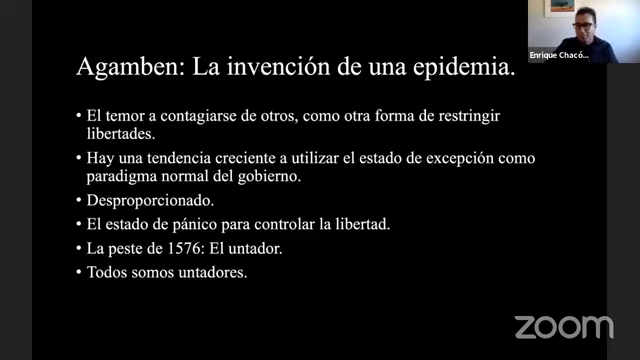 Enrique Chacó...
Agamben: La invención de una epidemia.
• El temor a contagiarse de otros, como otra forma de restringir
libertades.
• Hay una tendencia creciente a utilizar el estado de excepción como
paradigma normal del gobierno.
• Desproporcionado.
• El estado de pánico para controlar la libertad.
• La peste de 1576: El untador.
• Todos somos untadores.
zoom